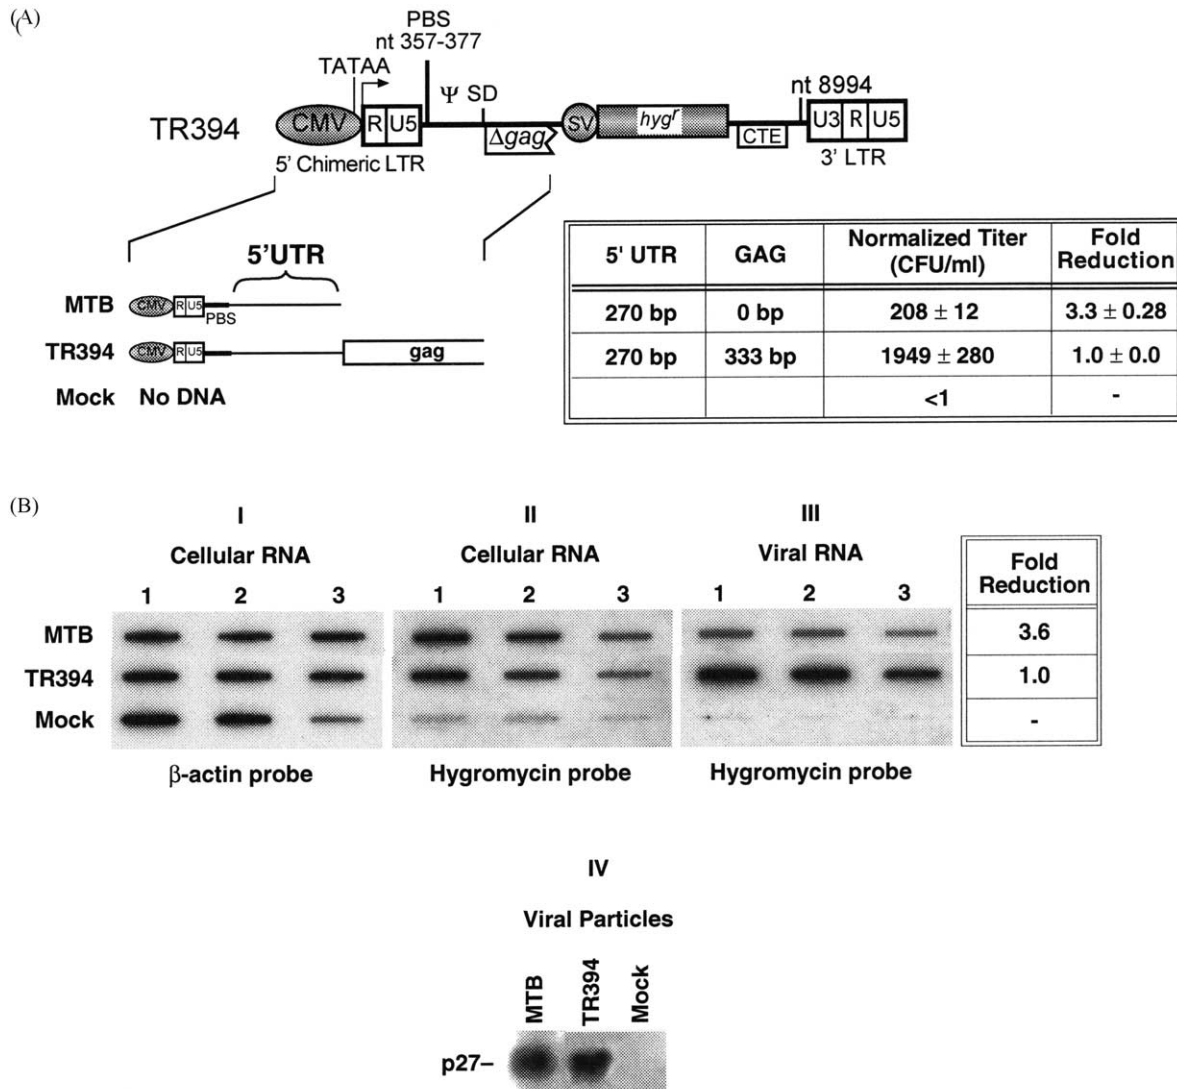 (A)
PBS
nt 357-377
TATAA
Ψ SD
nt 8994
TR394
CMV R U5 Δgag SV hygr CTE U3 R U5
5' Chimeric LTR
3' LTR
5'UTR
MTB CMV R U5
PBS
TR394 CMV R U5 gag
Mock No DNA
5' UTR GAG Normalized Titer (CFU/ml) Fold Reduction
270 bp 0 bp 208 ± 12 3.3 ± 0.28
270 bp 333 bp 1949 ± 280 1.0 ± 0.0
<1 -
(B)
I II III
Cellular RNA Cellular RNA Viral RNA
1 2 3 1 2 3 1 2 3
Fold
Reduction
MTB 3.6
TR394 1.0
Mock -
β-actin probe Hygromycin probe Hygromycin probe
IV
Viral Particles
MTB TR394 Mock
p27–